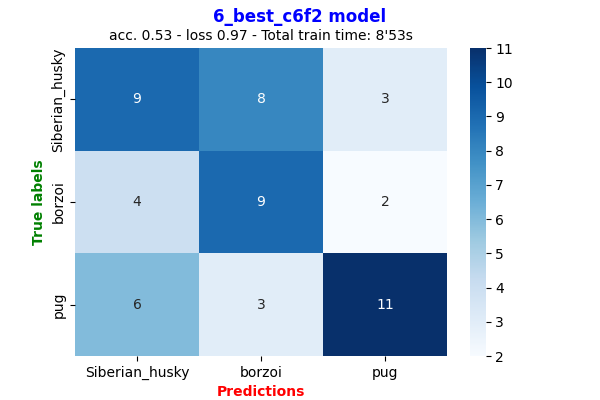 6_best_c6f2 model
acc. 0.53 - loss 0.97 - Total train time: 8'53s
True labels
Siberian_husky
borzoi
pug
9 8 3
4 9 2
6 3 11
Siberian_husky borzoi pug
Predictions
11
10
9
8
7
6
5
4
3
2